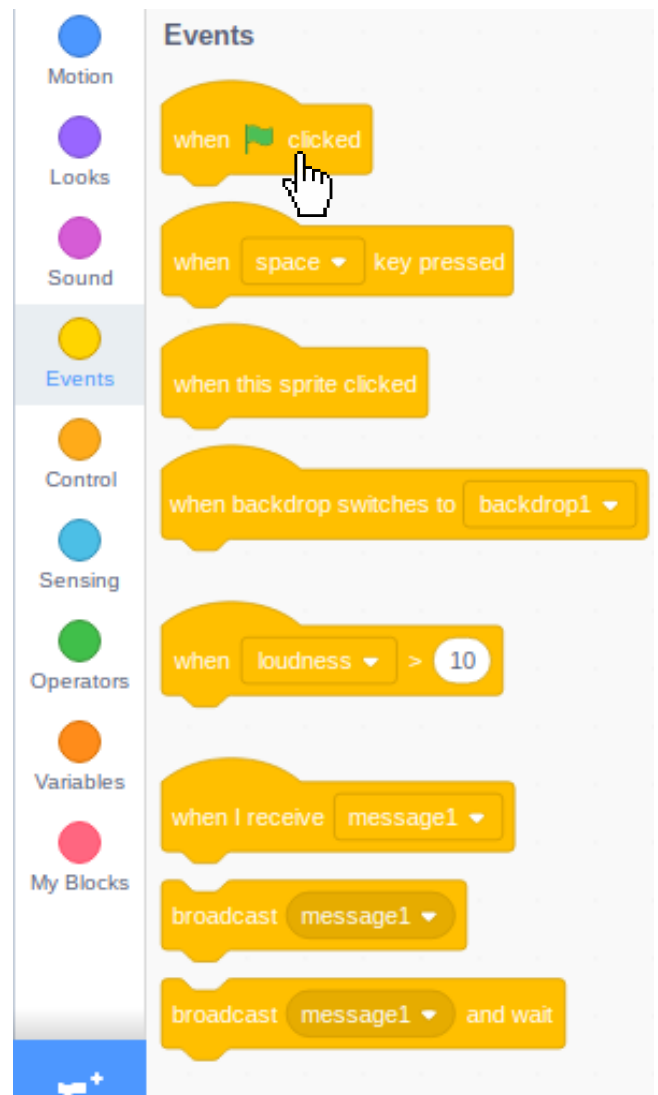 Motion
Looks
Sound
Events
Control
Sensing
Operators
Variables
My Blocks
Events
when clicked
when space key pressed
when this sprite clicked
when backdrop switches to backdrop1
when loudness > 10
when I receive message1
broadcast message1
broadcast message1 and wait